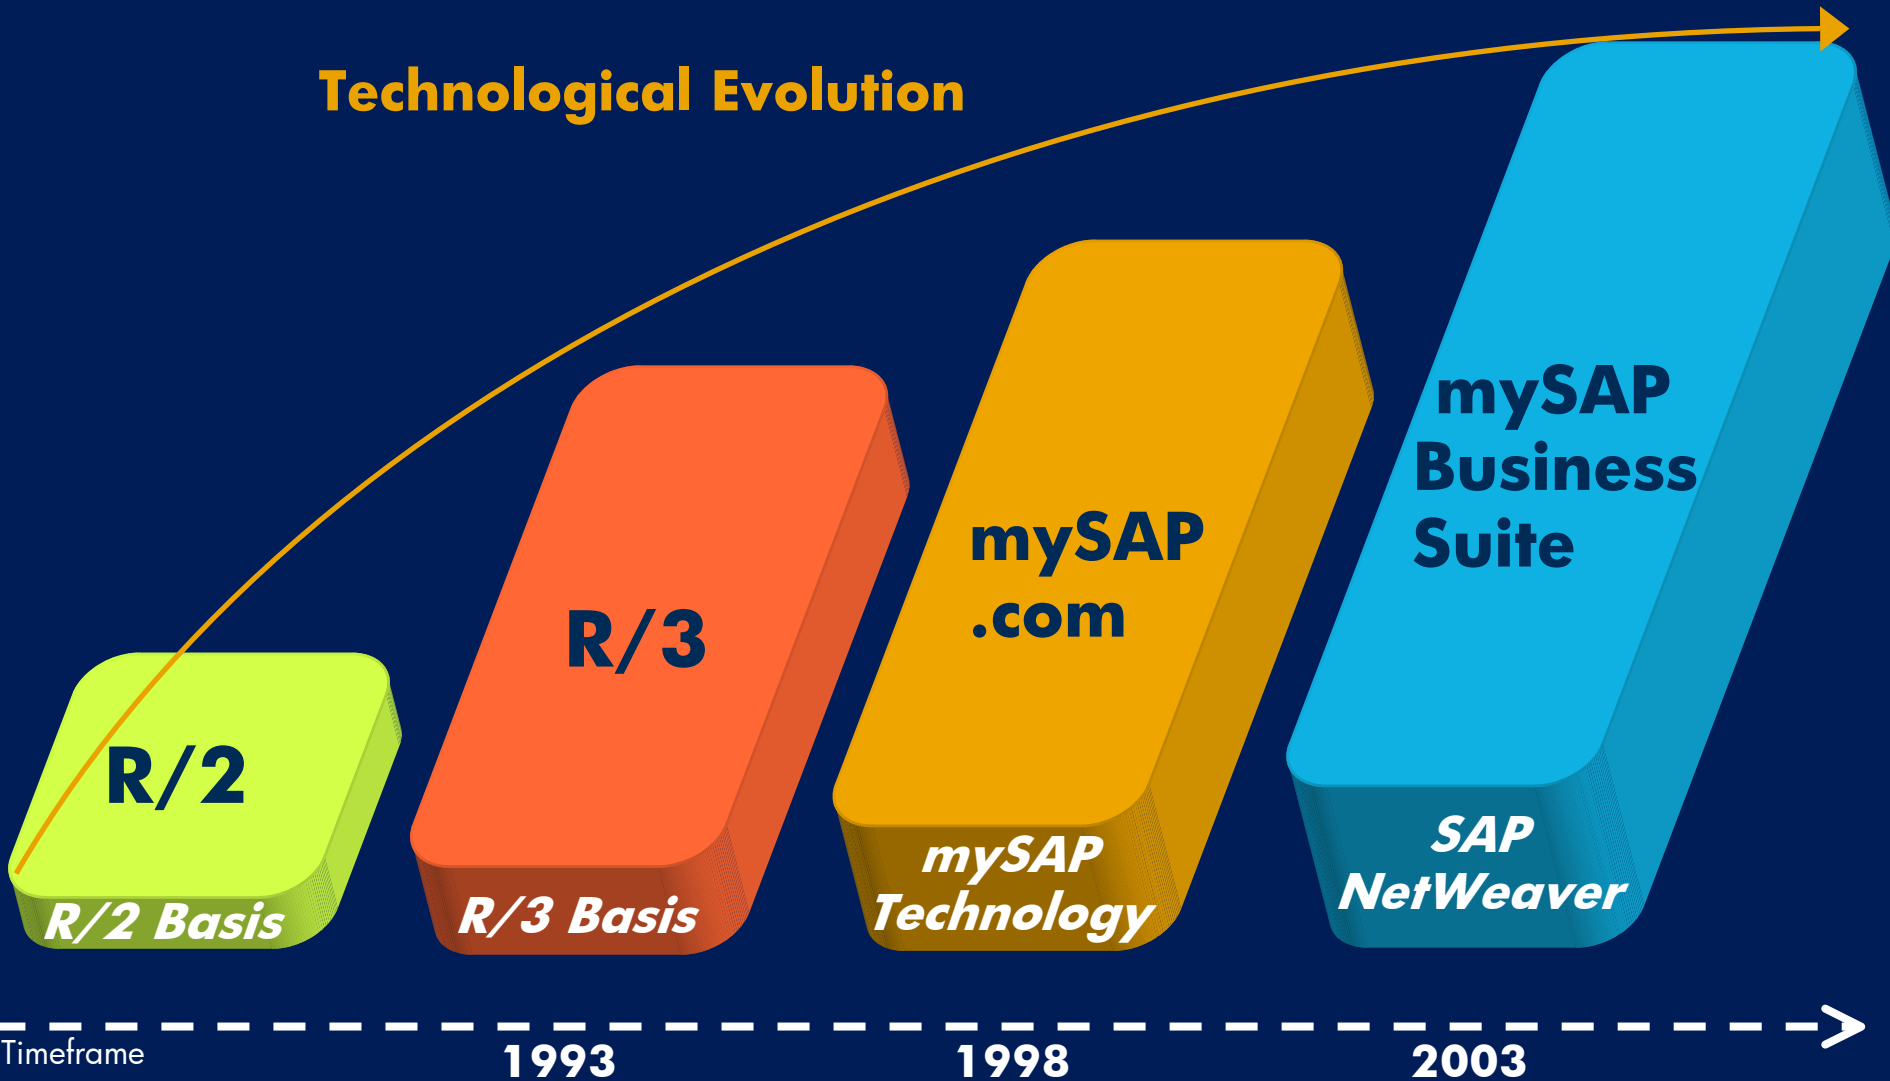 Technological Evolution
R/2
R/2 Basis
R/3
R/3 Basis
mySAP
.com
mySAP
Technology
mySAP
Business
Suite
SAP
NetWeaver
Timeframe
1993
1998
2003